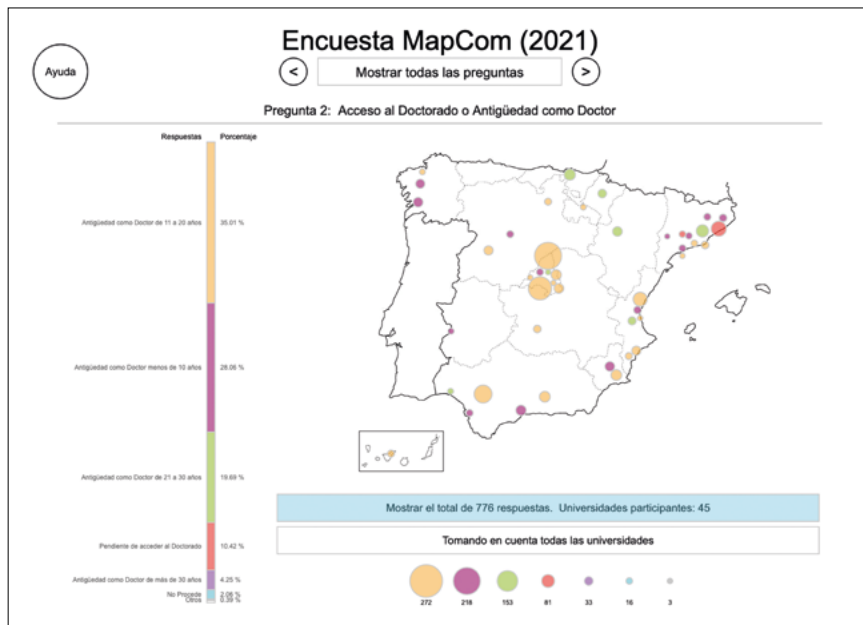 Encuesta MapCom (2021)
Ayuda
< Mostrar todas las preguntas >
Pregunta 2: Acceso al Doctorado o Antigüedad como Doctor
Respuestas Porcentaje
Antigüedad como Doctor de 11 a 20 años 35.01 %
Antigüedad como Doctor menos de 10 años 28.06 %
Antigüedad como Doctor de 21 a 30 años 19.69 %
Pendiente de acceder al Doctorado 10.42 %
Antigüedad como Doctor de más de 30 años 4.25 %
No Procede 2.06 %
Otros 0.39 %
Mostrar el total de 776 respuestas. Universidades participantes: 45
Tomando en cuenta todas las universidades
272 218 153 81 33 16 3